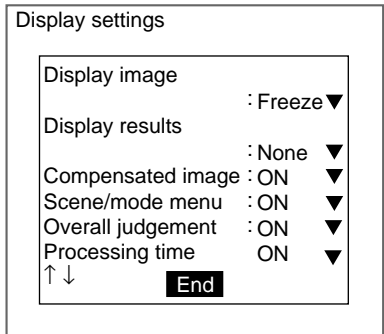 Display settings
Display image
: Freeze ▼
Display results
: None ▼
Compensated image : ON ▼
Scene/mode menu : ON ▼
Overall judgement : ON ▼
Processing time ON ▼
↑↓ End